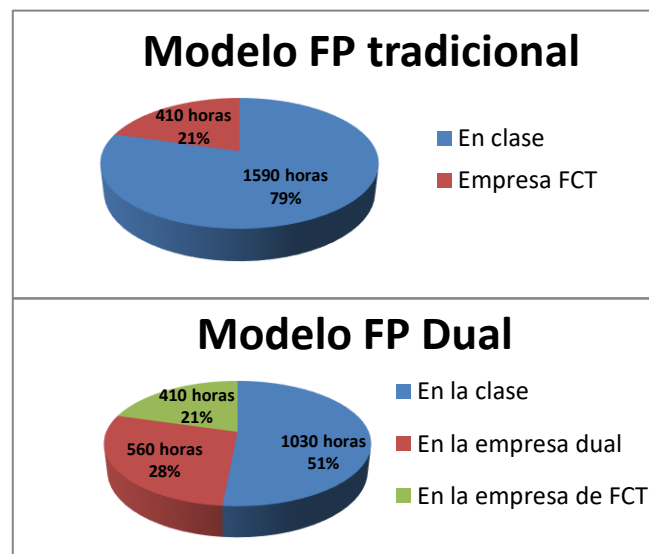 Modelo FP tradicional
410 horas
21%
1590 horas
79%
En clase
Empresa FCT
Modelo FP Dual
410 horas
21%
560 horas
28%
1030 horas
51%
En la clase
En la empresa dual
En la empresa de FCT